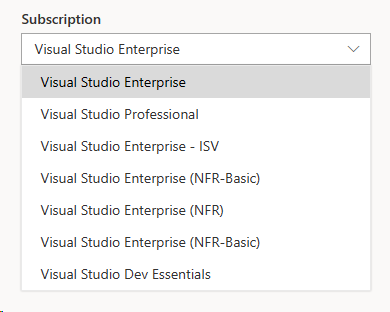 Subscription
Visual Studio Enterprise
Visual Studio Enterprise
Visual Studio Professional
Visual Studio Enterprise - ISV
Visual Studio Enterprise (NFR-Basic)
Visual Studio Enterprise (NFR)
Visual Studio Enterprise (NFR-Basic)
Visual Studio Dev Essentials